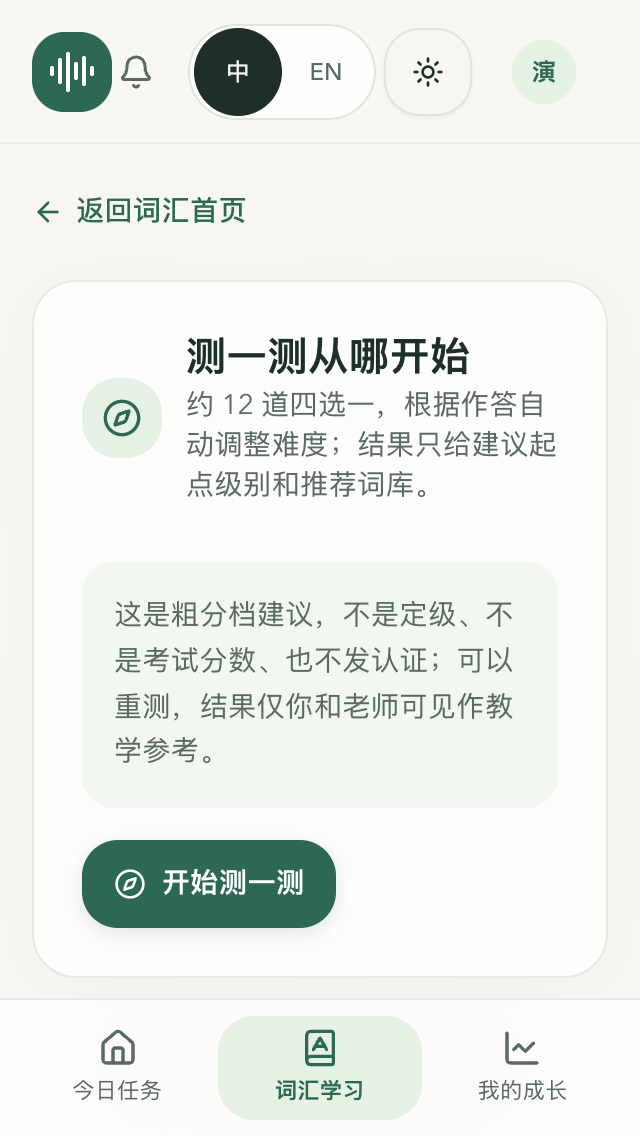 中
EN
演
返回词汇首页
测一测从哪开始
约 12 道四选一，根据作答自
动调整难度；结果只给建议起
点级别和推荐词库。
这是粗分档建议，不是定级、不
是考试分数、也不发认证；可以
重测，结果仅你和老师可见作教
学参考。
开始测一测
今日任务
词汇学习
我的成长